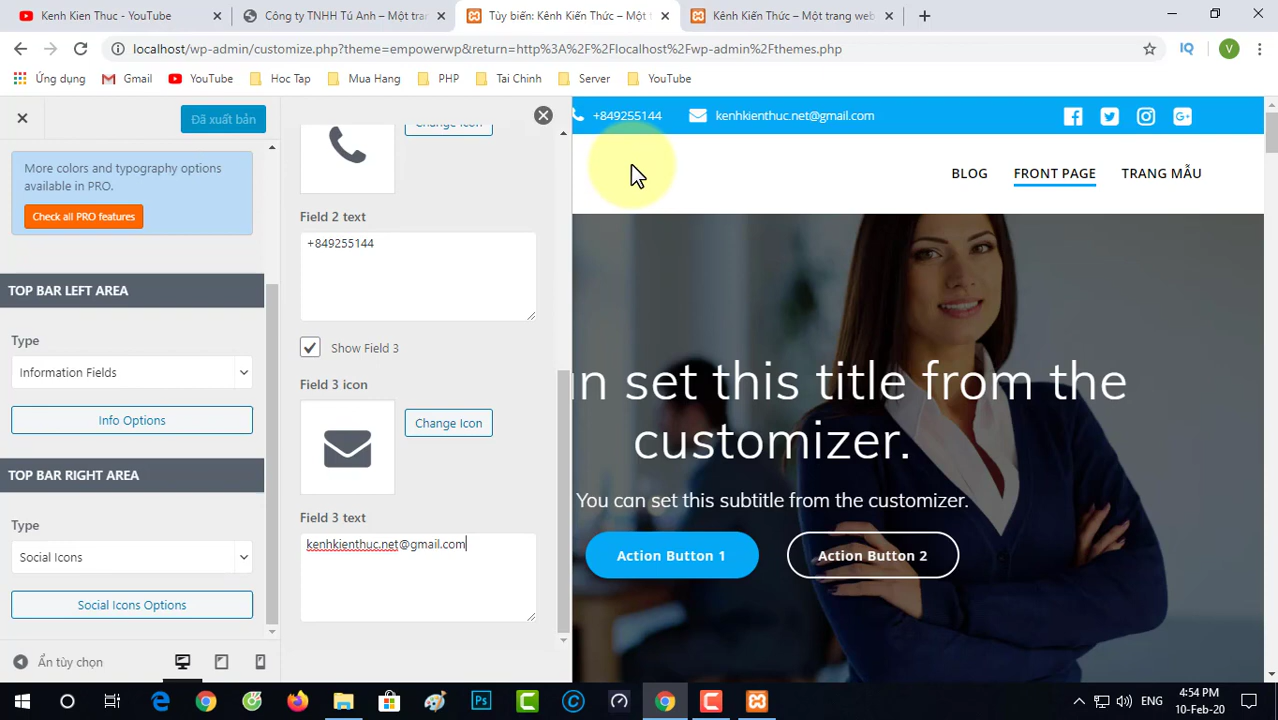 Kenh Kien Thuc - YouTube
Công ty TNHH Tú Anh – Một tran
Tùy biến: Kênh Kiến Thức – Một t
Kênh Kiến Thức – Một trang web
localhost/wp-admin/customize.php?theme=empowerwp&return=http%3A%2F%2Flocalhost%2Fwp-admin%2Fthemes.php
IQ
V
Ứng dụng
Gmail
YouTube
Hoc Tap
Mua Hang
PHP
Tai Chinh
Server
YouTube
Đã xuất bản
Change Icon
+849255144
kenhkienthuc.net@gmail.com
More colors and typography options
available in PRO.
Check all PRO features
BLOG
FRONT PAGE
TRANG MẪU
Field 2 text
+849255144
TOP BAR LEFT AREA
Type
Information Fields
Info Options
Show Field 3
Field 3 icon
Change Icon
n set this title from the
customizer.
You can set this subtitle from the customizer.
Action Button 1
Action Button 2
TOP BAR RIGHT AREA
Type
Social Icons
Social Icons Options
Field 3 text
kenhkienthuc.net@gmail.com
Ẩn tùy chọn
Ps
ENG
4:54 PM
10-Feb-20